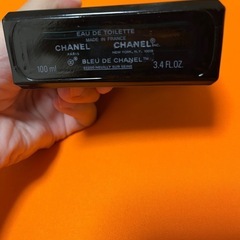 EAU DE TOILETTE
MADE IN FRANCE
CHANEL CHANEL®
PARIS NEW YORK, N.Y. 10019
100 ml BLEU DE CHANEL™ 3.4 FL.OZ.